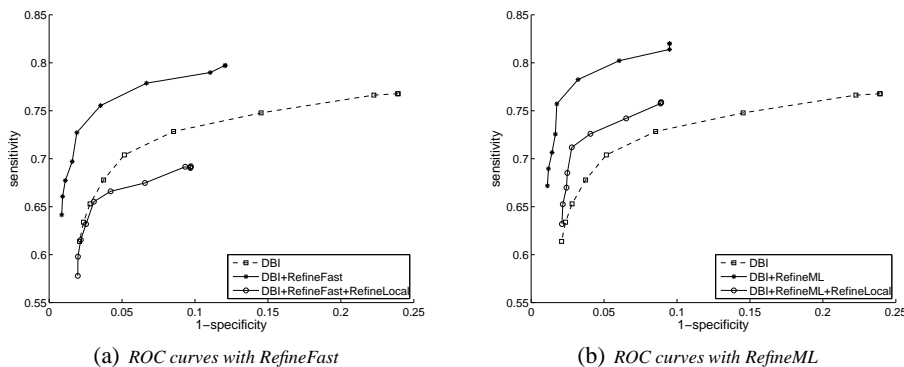 0.85
0.8
0.75
0.7
0.65
0.6
0.55
sensitivity
0
0.05
0.1
0.15
0.2
0.25
1−specificity
DBI
DBI+RefineFast
DBI+RefineFast+RefineLocal
(a) ROC curves with RefineFast
0.85
0.8
0.75
0.7
0.65
0.6
0.55
sensitivity
0
0.05
0.1
0.15
0.2
0.25
1−specificity
DBI
DBI+RefineML
DBI+RefineML+RefineLocal
(b) ROC curves with RefineML